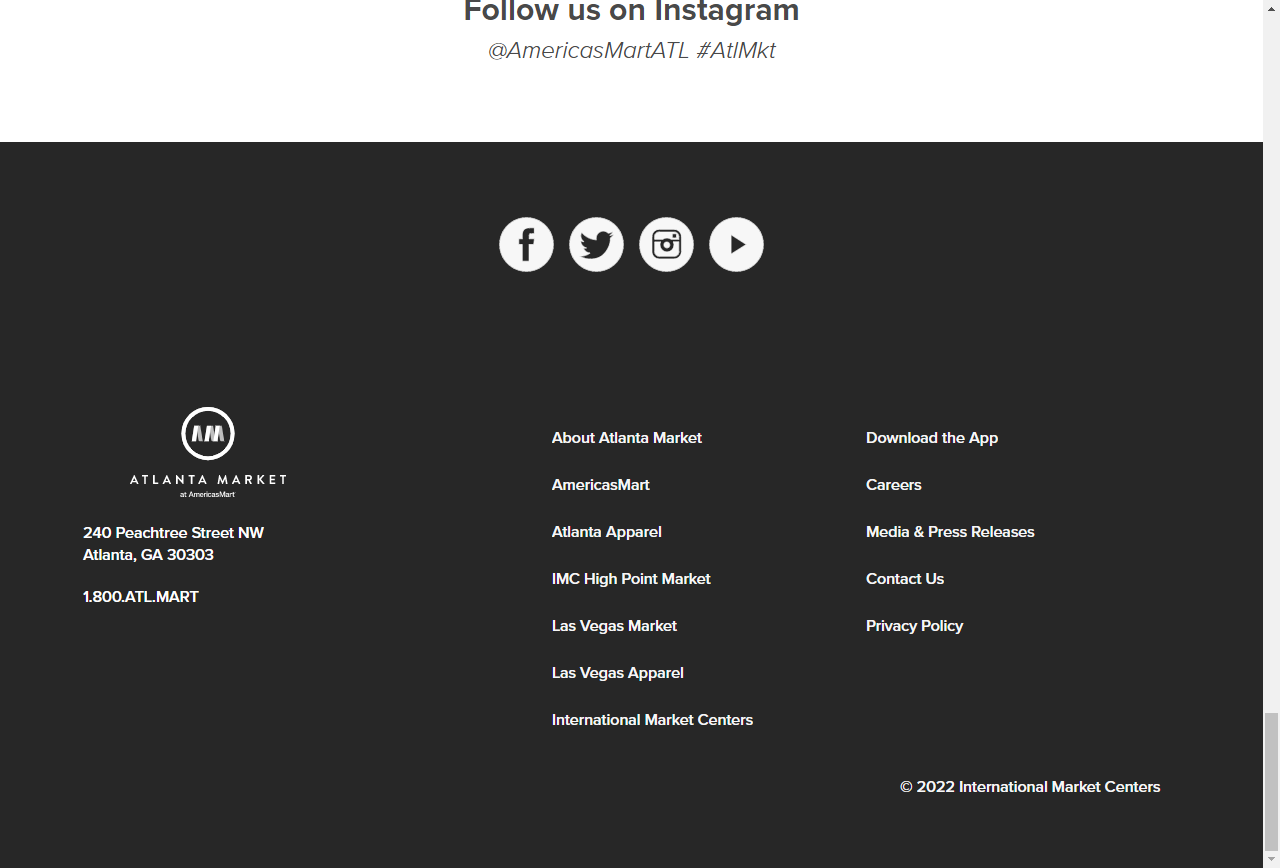 Follow us on Instagram
@AmericasMartATL #AtlMkt
AM
ATLANTA MARKET
at AmericasMart
240 Peachtree Street NW
Atlanta, GA 30303
1.800.ATL.MART
About Atlanta Market
AmericasMart
Atlanta Apparel
IMC High Point Market
Las Vegas Market
Las Vegas Apparel
International Market Centers
Download the App
Careers
Media & Press Releases
Contact Us
Privacy Policy
© 2022 International Market Centers